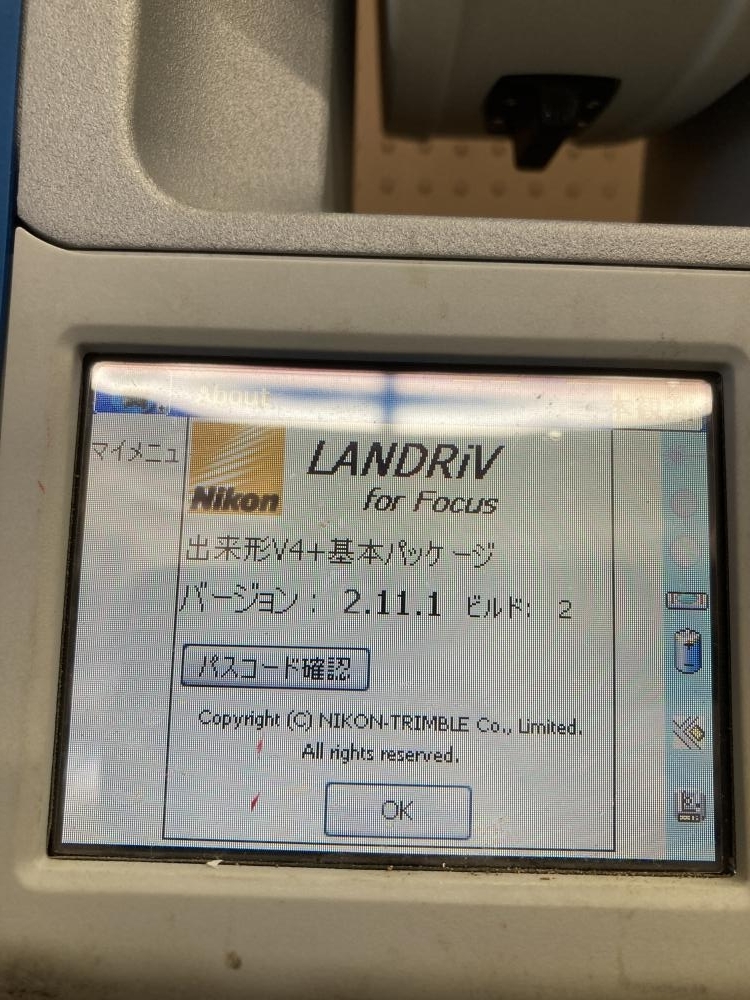 About
マイメニュ
Nikon
LANDRiV
for Focus
出来形V4+基本パッケージ
バージョン: 2.11.1 ビルド: 2
パスコード確認
Copyright (C) NIKON-TRIMBLE Co., Limited.
All rights reserved.
OK